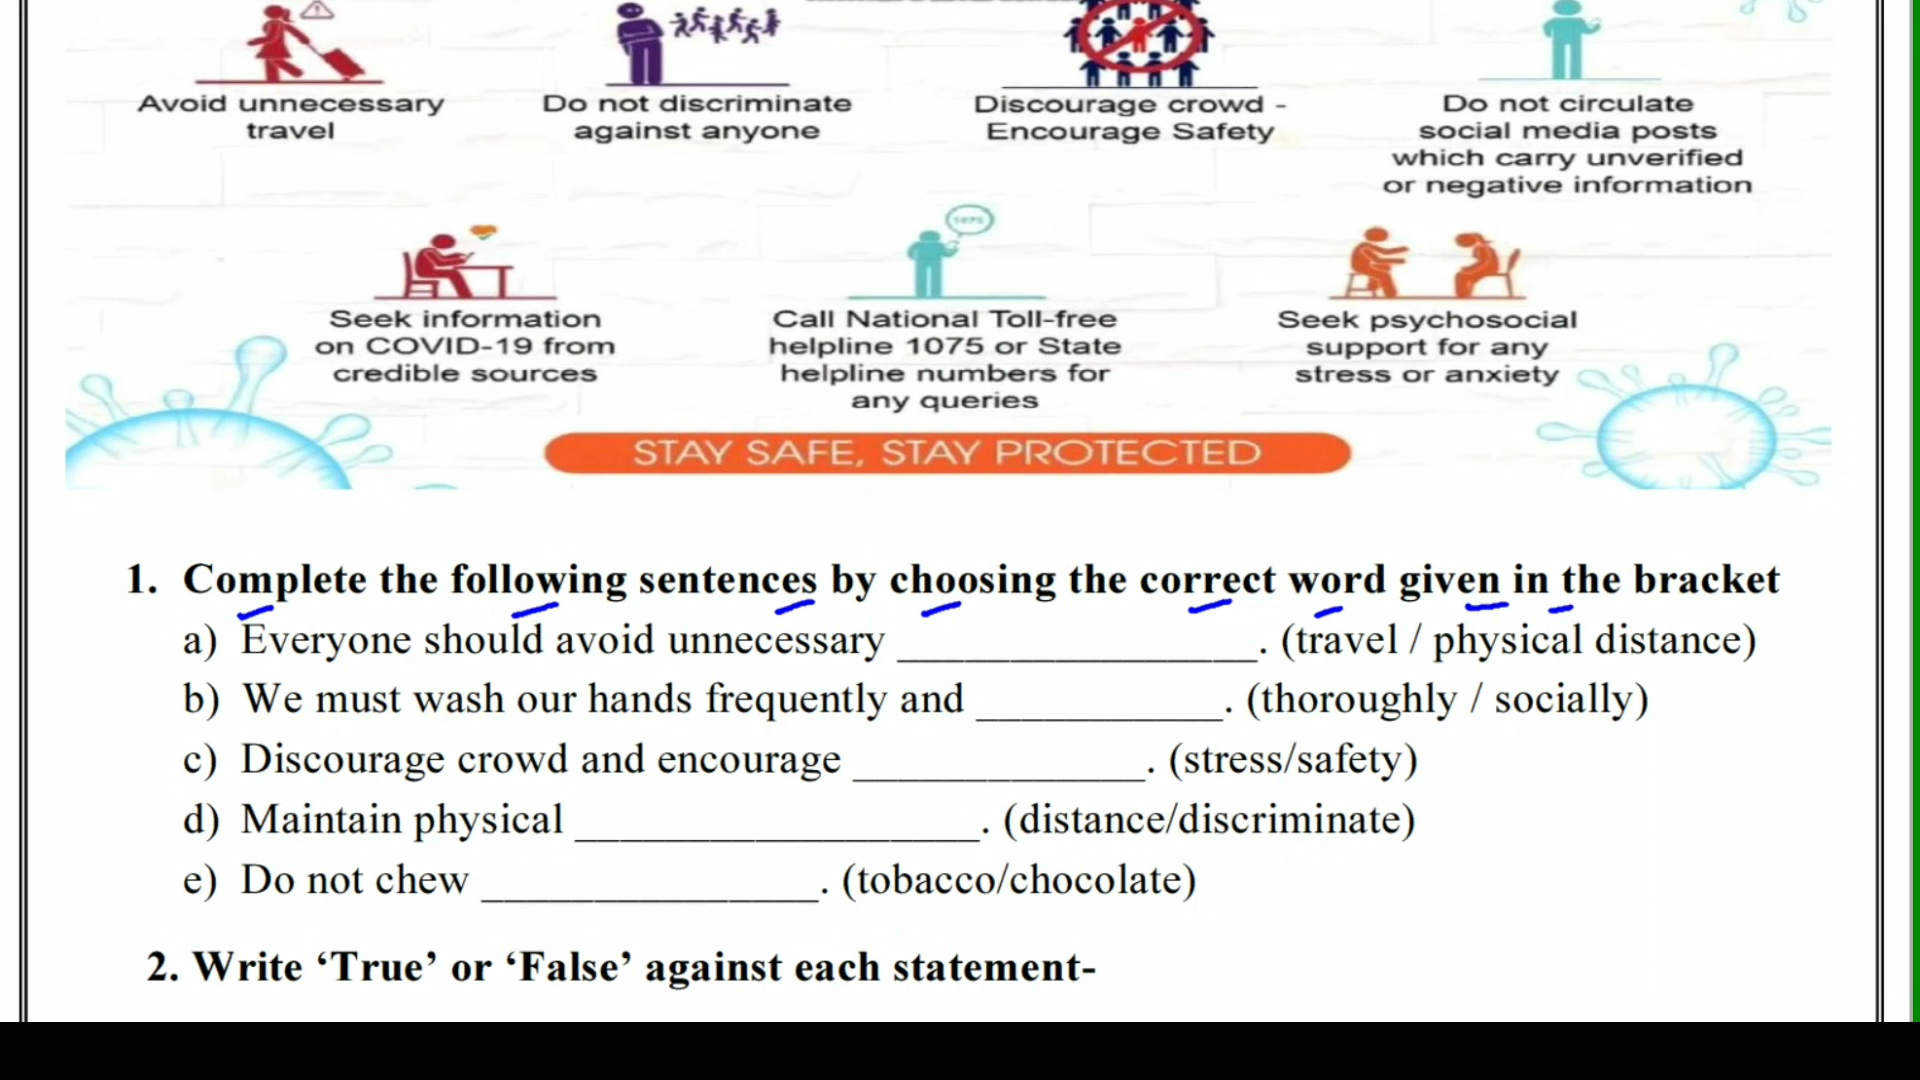 Avoid unnecessary
travel
Do not discriminate
against anyone
Discourage crowd -
Encourage Safety
Do not circulate
social media posts
which carry unverified
or negative information
1075
Seek information
on COVID-19 from
credible sources
Call National Toll-free
helpline 1075 or State
helpline numbers for
any queries
Seek psychosocial
support for any
stress or anxiety
STAY SAFE, STAY PROTECTED
1. Complete the following sentences by choosing the correct word given in the bracket
a) Everyone should avoid unnecessary ________________. (travel / physical distance)
b) We must wash our hands frequently and ___________. (thoroughly / socially)
c) Discourage crowd and encourage _____________. (stress/safety)
d) Maintain physical __________________. (distance/discriminate)
e) Do not chew _______________. (tobacco/chocolate)
2. Write ‘True’ or ‘False’ against each statement-